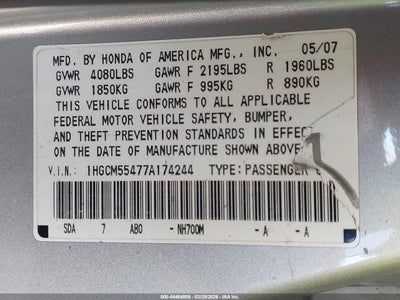 MFD. BY HONDA OF AMERICA MFG., INC. 05/07
GVWR 4080LBS GAWR F 2195LBS R 1960LBS
GVWR 1850KG GAWR F 995KG R 890KG
THIS VEHICLE CONFORMS TO ALL APPLICABLE
FEDERAL MOTOR VEHICLE SAFETY, BUMPER,
AND THEFT PREVENTION STANDARDS IN EFFECT
ON THE DATE OF MANUFACTURE SHOWN ABOVE.
V.I.N.: 1HGCM55477A174244 TYPE: PASSENGER
SDA 7 AB0 -NH700M -A -A